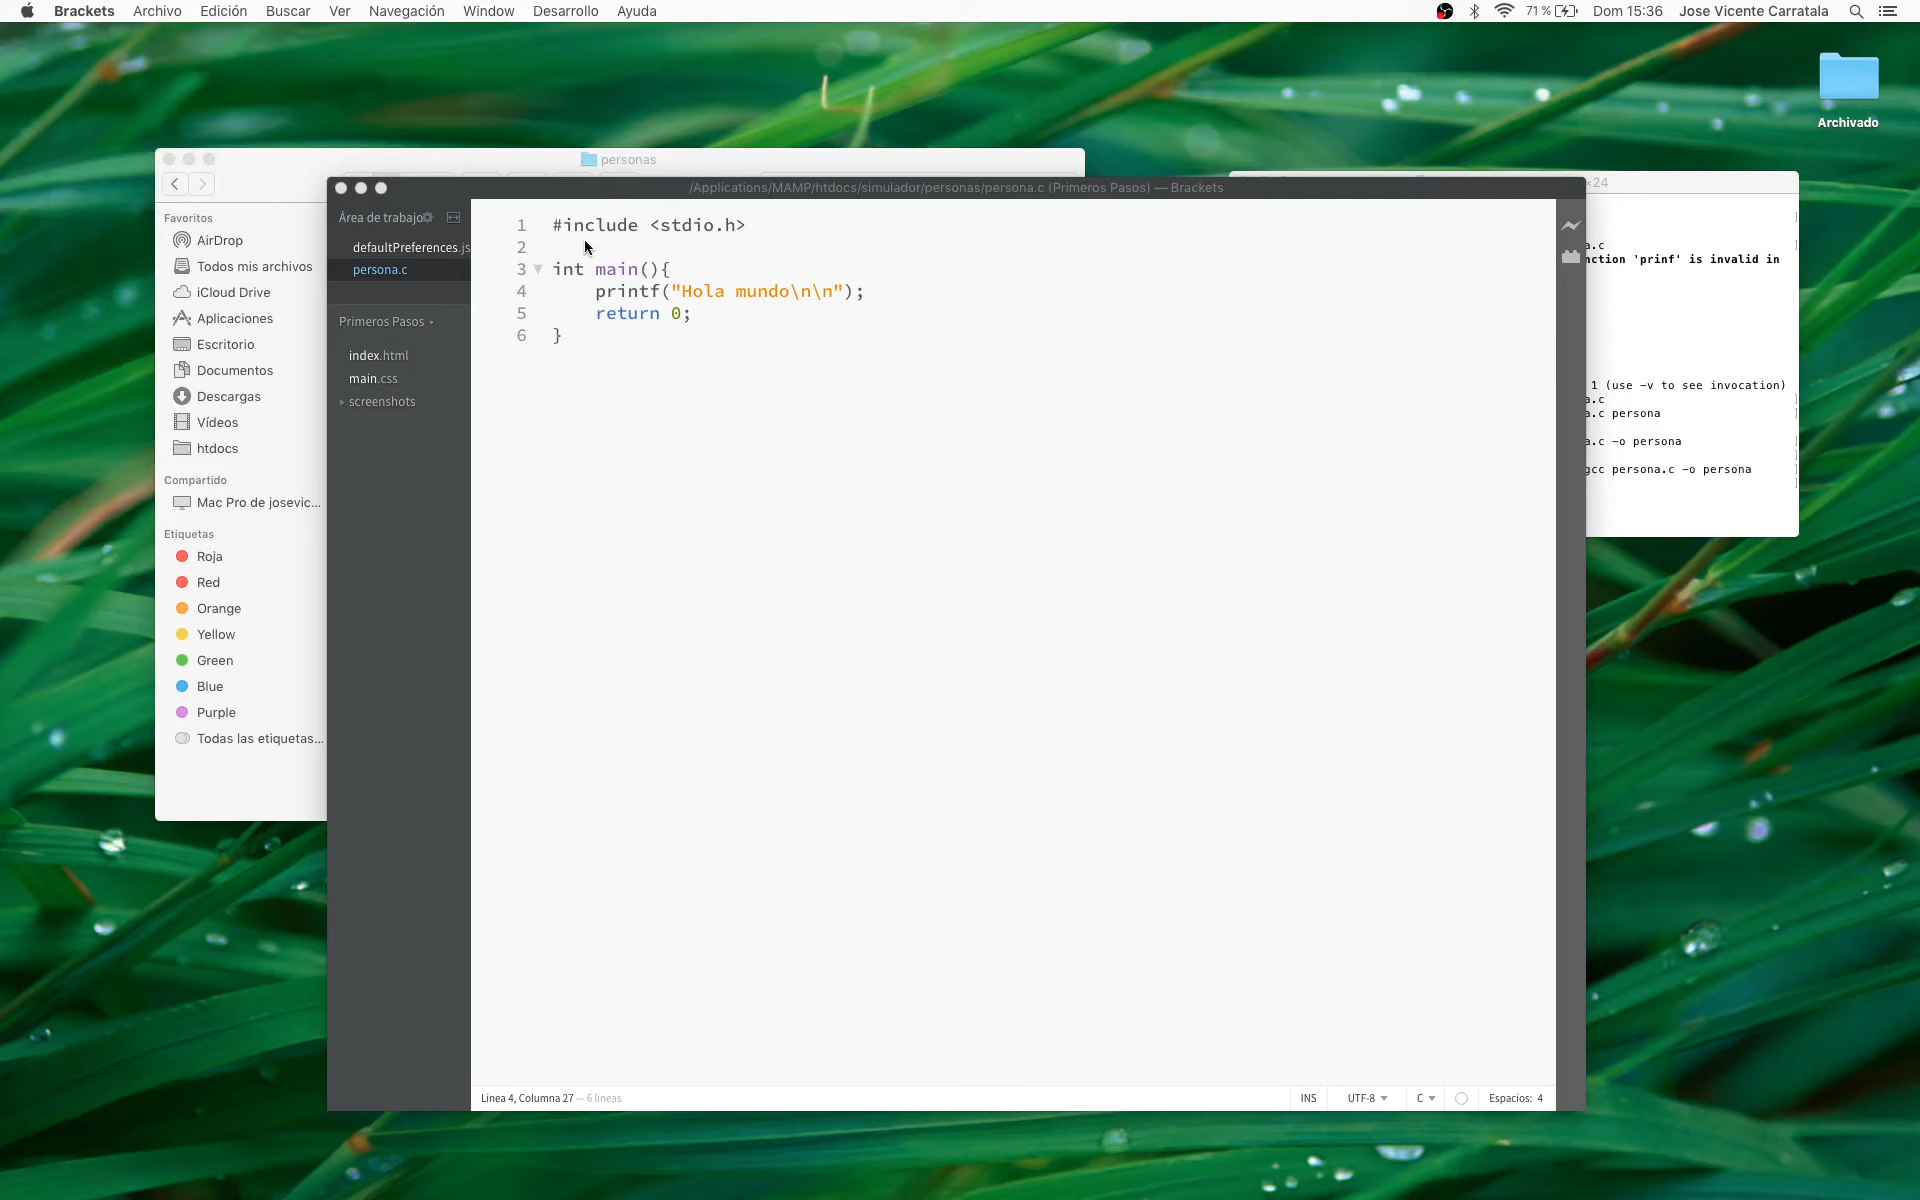 Brackets Archivo Edición Buscar Ver Navegación Window Desarrollo Ayuda 71 % Dom 15:36 Jose Vicente Carratala
Archivado
personas
Favoritos
AirDrop
Todos mis archivos
iCloud Drive
Aplicaciones
Escritorio
Documentos
Descargas
Vídeos
htdocs
Compartido
Mac Pro de josevic...
Etiquetas
Roja
Red
Orange
Yellow
Green
Blue
Purple
Todas las etiquetas...
/Applications/MAMP/htdocs/simulador/personas/persona.c (Primeros Pasos) — Brackets
Área de trabajo
defaultPreferences.js
persona.c
Primeros Pasos
index.html
main.css
screenshots
1 #include <stdio.h>
2
3 int main(){
4 printf("Hola mundo\n\n");
5 return 0;
6 }
Línea 4, Columna 27 — 6 líneas
INS UTF-8 C Espacios: 4
×24
]
a.c ]
nction 'prinf' is invalid in
1 (use -v to see invocation)
a.c ]
a.c persona ]
a.c -o persona ]
]
gcc persona.c -o persona ]
]